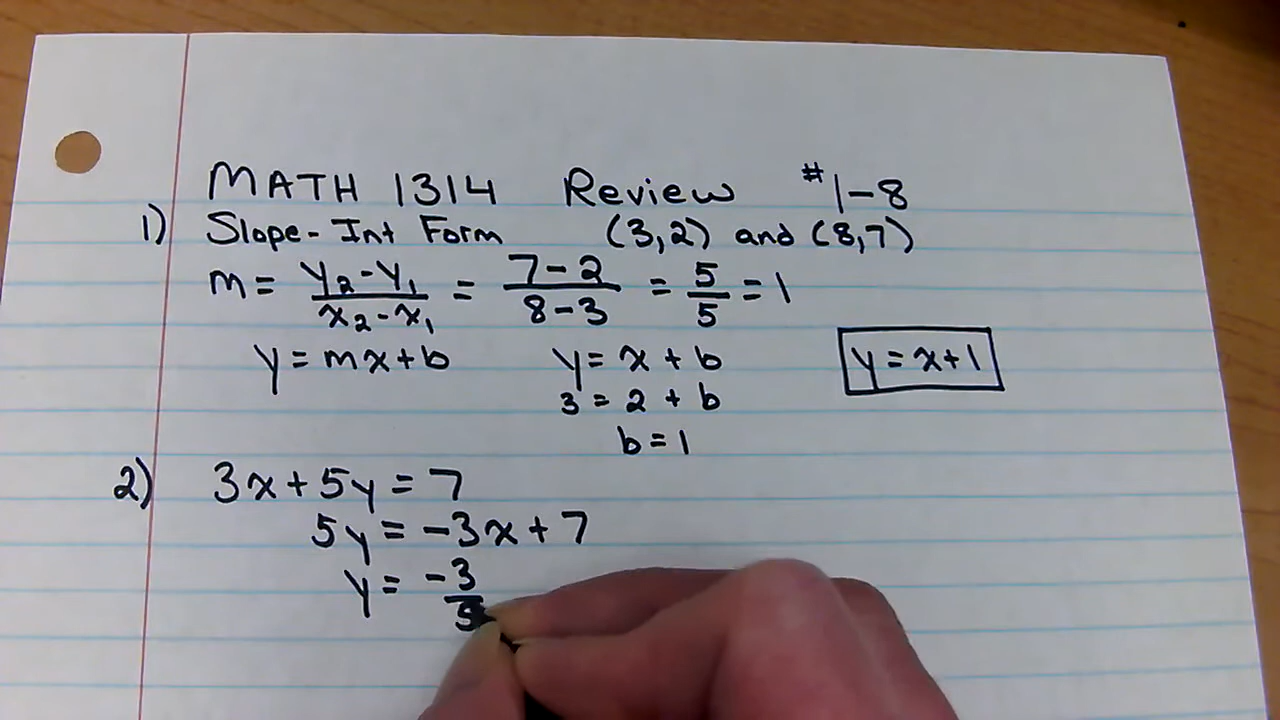 MATH 1314 Review #1-8
1) Slope-Int Form (3,2) and (8,7)
m = (y₂-y₁)/(x₂-x₁) = (7-2)/(8-3) = 5/5 = 1
y = mx+b y = x + b y = x+1
3 = 2 + b
b = 1
2) 3x+5y = 7
5y = -3x+7
y = -3/5